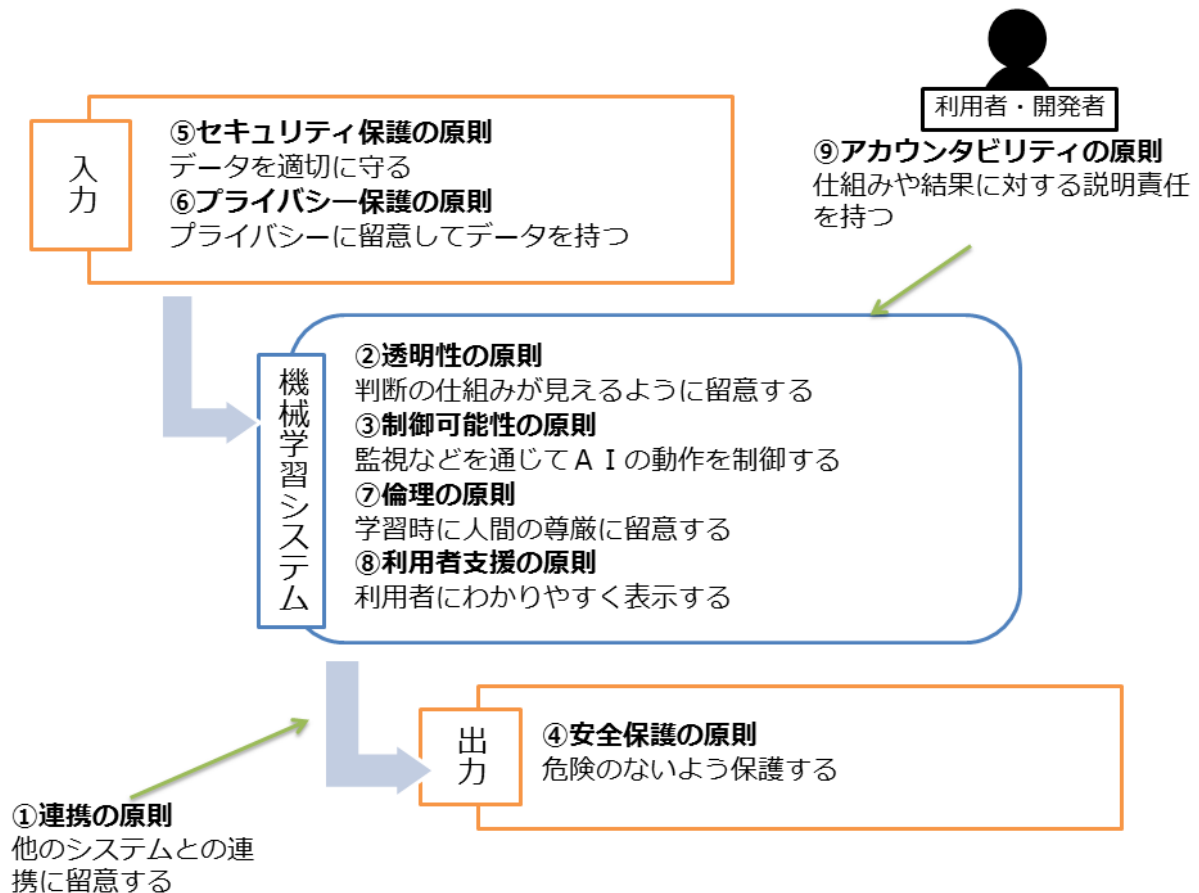 利用者・開発者
⑨アカウンタビリティの原則
仕組みや結果に対する説明責任
を持つ
入力
⑤セキュリティ保護の原則
データを適切に守る
⑥プライバシー保護の原則
プライバシーに留意してデータを持つ
機械学習システム
②透明性の原則
判断の仕組みが見えるように留意する
③制御可能性の原則
監視などを通じてＡＩの動作を制御する
⑦倫理の原則
学習時に人間の尊厳に留意する
⑧利用者支援の原則
利用者にわかりやすく表示する
出力
④安全保護の原則
危険のないよう保護する
①連携の原則
他のシステムとの連
携に留意する